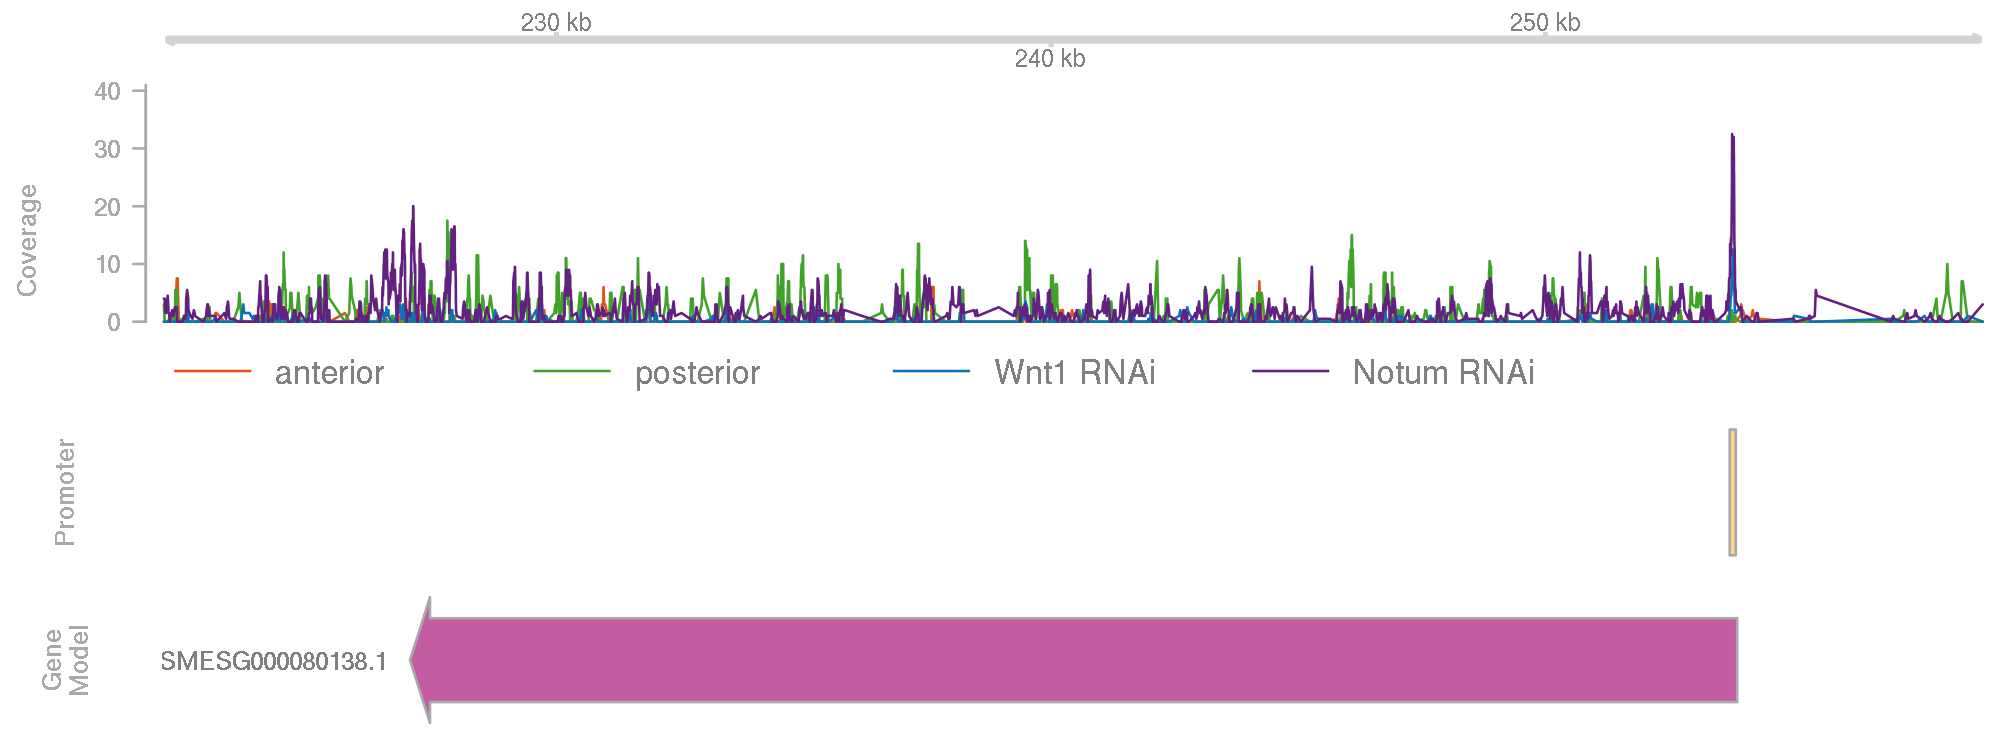 230 kb
250 kb
240 kb
40
30
20
10
0
Coverage
anterior posterior Wnt1 RNAi Notum RNAi
Promoter
Gene
Model
SMESG000080138.1